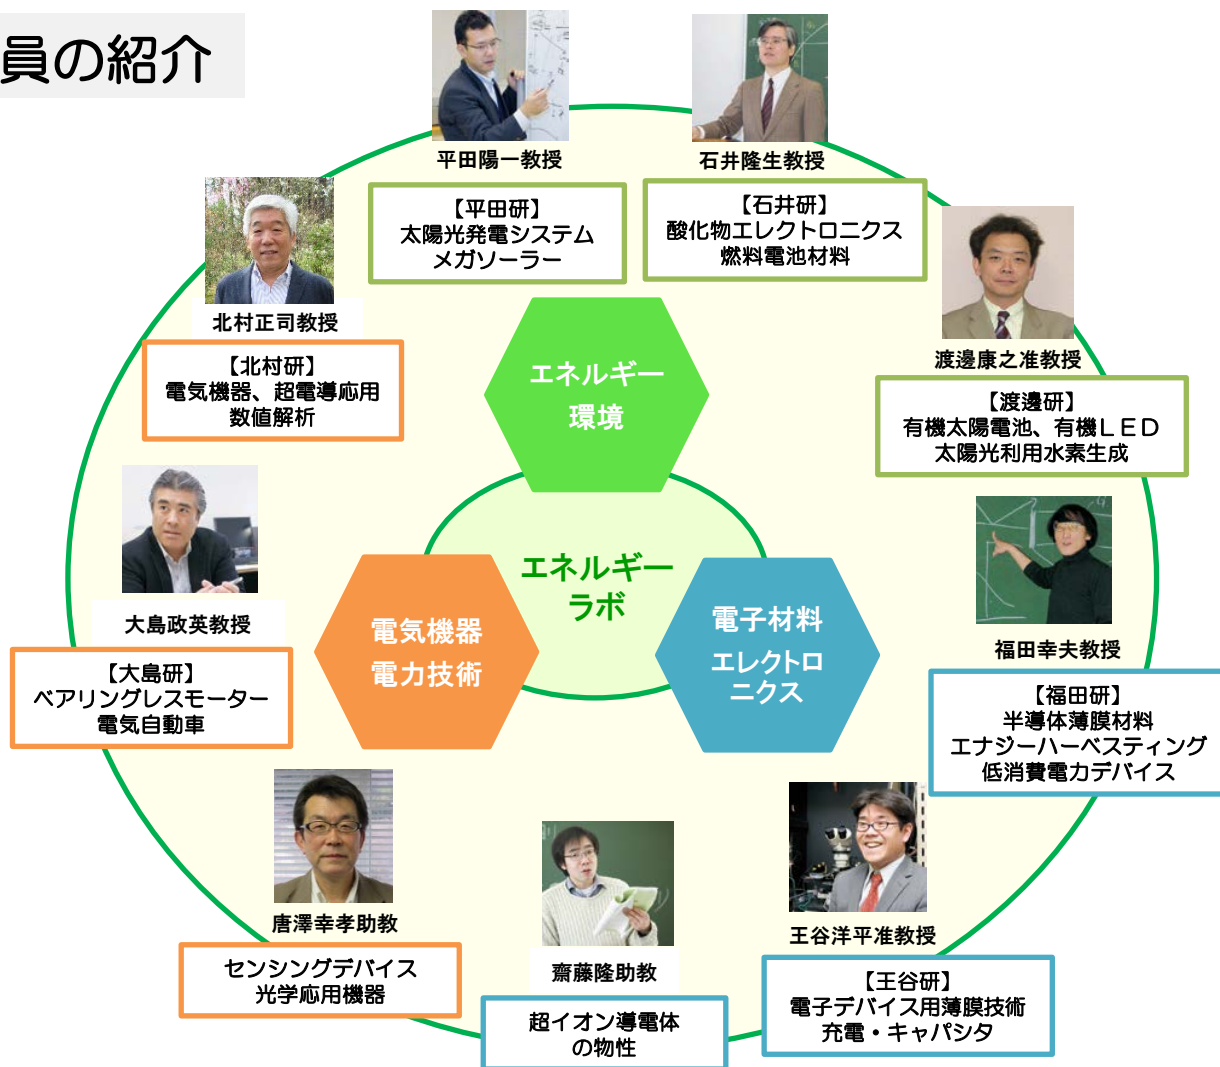 員の紹介
平田陽一教授
【平田研】
太陽光発電システム
メガソーラー
石井隆生教授
【石井研】
酸化物エレクトロニクス
燃料電池材料
北村正司教授
【北村研】
電気機器、超電導応用
数値解析
渡邊康之准教授
【渡邊研】
有機太陽電池、有機ＬＥＤ
太陽光利用水素生成
エネルギー
環境
エネルギー
ラボ
電気機器
電力技術
電子材料
エレクトロ
ニクス
大島政英教授
【大島研】
ベアリングレスモーター
電気自動車
福田幸夫教授
【福田研】
半導体薄膜材料
エナジーハーベスティング
低消費電力デバイス
唐澤幸孝助教
センシングデバイス
光学応用機器
齋藤隆助教
超イオン導電体
の物性
王谷洋平准教授
【王谷研】
電子デバイス用薄膜技術
充電・キャパシタ